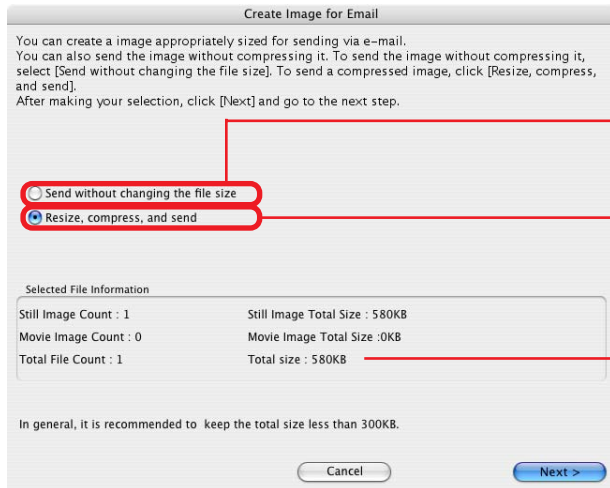 Create Image for Email
You can create a image appropriately sized for sending via e-mail.
You can also send the image without compressing it. To send the image without compressing it,
select [Send without changing the file size]. To send a compressed image, click [Resize, compress,
and send].
After making your selection, click [Next] and go to the next step.
Send without changing the file size
Resize, compress, and send
Selected File Information
Still Image Count : 1 Still Image Total Size : 580KB
Movie Image Count : 0 Movie Image Total Size :0KB
Total File Count : 1 Total size : 580KB
In general, it is recommended to keep the total size less than 300KB.
Cancel Next >